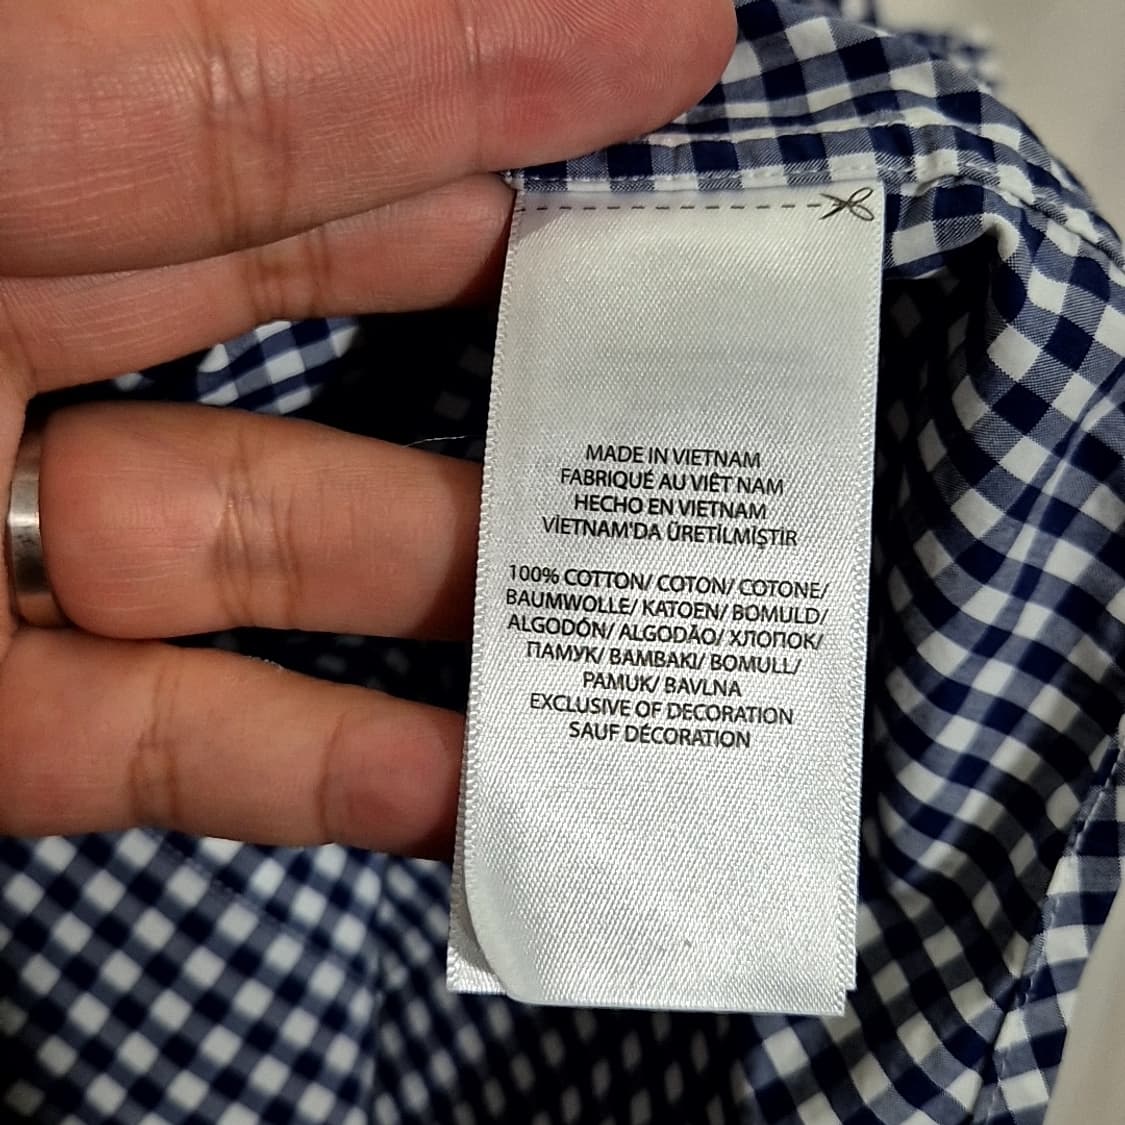 MADE IN VIETNAM
FABRIQUÉ AU VIÊT NAM
HECHO EN VIETNAM
VİETNAM'DA ÜRETİLMİŞTİR
100% COTTON/ COTON/ COTONE/
BAUMWOLLE/ KATOEN/ BOMULD/
ALGODÓN/ ALGODÃO/ ХЛОПОК/
ПАМУК/ ΒΑΜΒΑΚΙ/ BOMULL/
PAMUK/ BAVLNA
EXCLUSIVE OF DECORATION
SAUF DÉCORATION